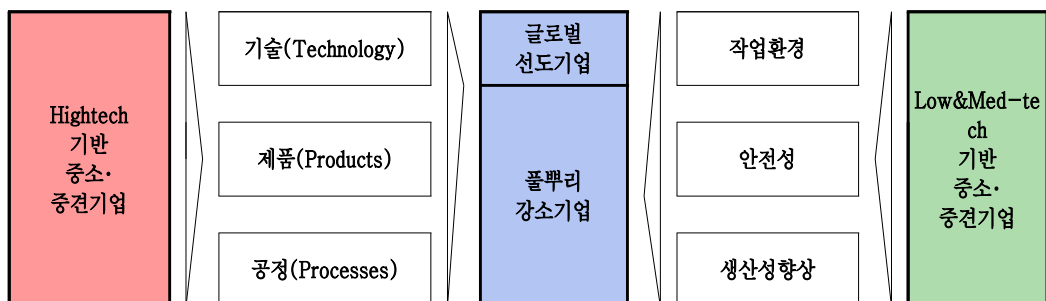 Hightech
기반
중소·
중견기업
기술(Technology)
제품(Products)
공정(Processes)
글로벌
선도기업
풀뿌리
강소기업
작업환경
안전성
생산성향상
Low&Med-te
ch
기반
중소·
중견기업